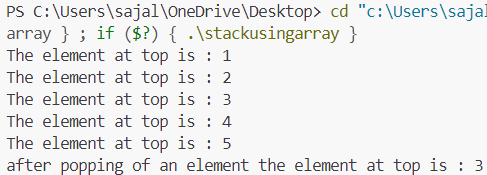 PS C:\Users\sajal\OneDrive\Desktop> cd "c:\Users\saja
array } ; if ($?) { .\stackusingarray }
The element at top is : 1
The element at top is : 2
The element at top is : 3
The element at top is : 4
The element at top is : 5
after popping of an element the element at top is : 3